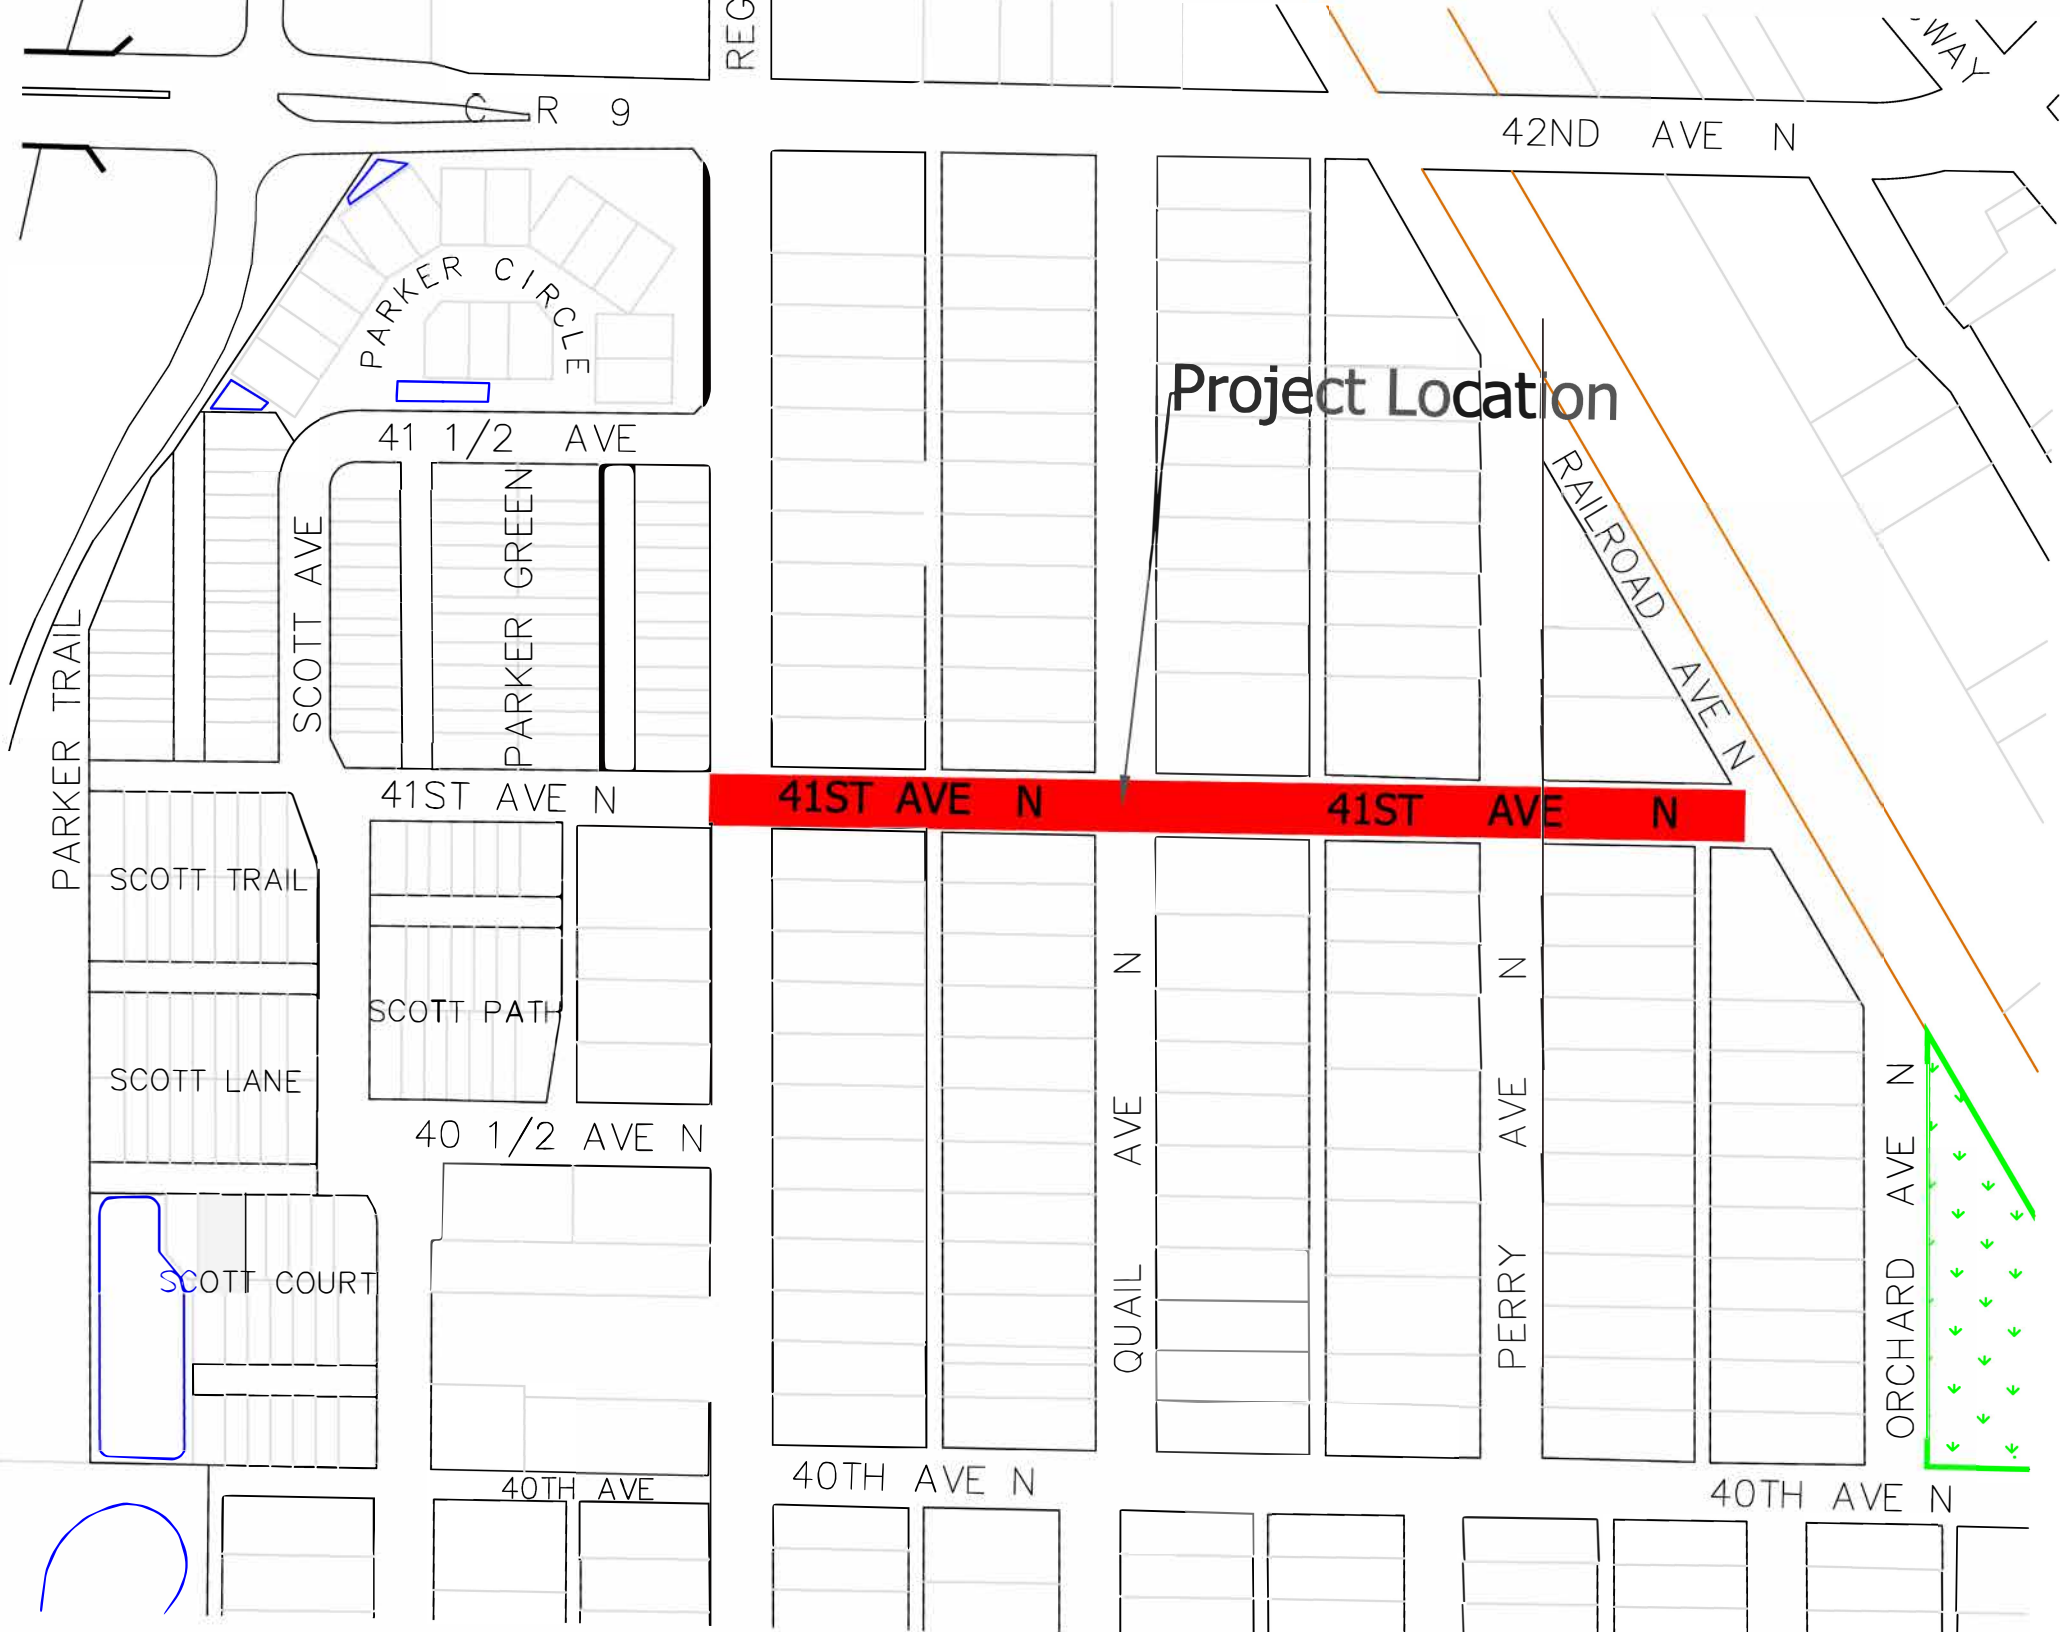 REG
WAY
C R 9
42ND AVE N
PARKER CIRCLE
Project Location
41 1/2 AVE
RAILROAD AVE N
SCOTT AVE
PARKER GREEN
PARKER TRAIL
41ST AVE N
41ST AVE N
41ST AVE N
SCOTT TRAIL
SCOTT PATH
SCOTT LANE
40 1/2 AVE N
QUAIL AVE N
PERRY AVE N
ORCHARD AVE N
SCOTT COURT
40TH AVE
40TH AVE N
40TH AVE N